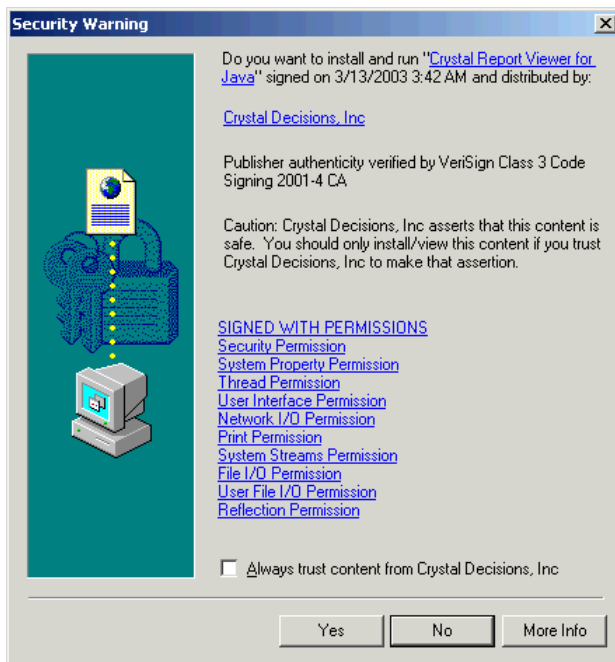 Security Warning
Do you want to install and run "Crystal Report Viewer for
Java" signed on 3/13/2003 3:42 AM and distributed by:
Crystal Decisions, Inc
Publisher authenticity verified by VeriSign Class 3 Code
Signing 2001-4 CA
Caution: Crystal Decisions, Inc asserts that this content is
safe.  You should only install/view this content if you trust
Crystal Decisions, Inc to make that assertion.
SIGNED WITH PERMISSIONS
Security Permission
System Property Permission
Thread Permission
User Interface Permission
Network I/O Permission
Print Permission
System Streams Permission
File I/O Permission
User File I/O Permission
Reflection Permission
Always trust content from Crystal Decisions, Inc
Yes
No
More Info